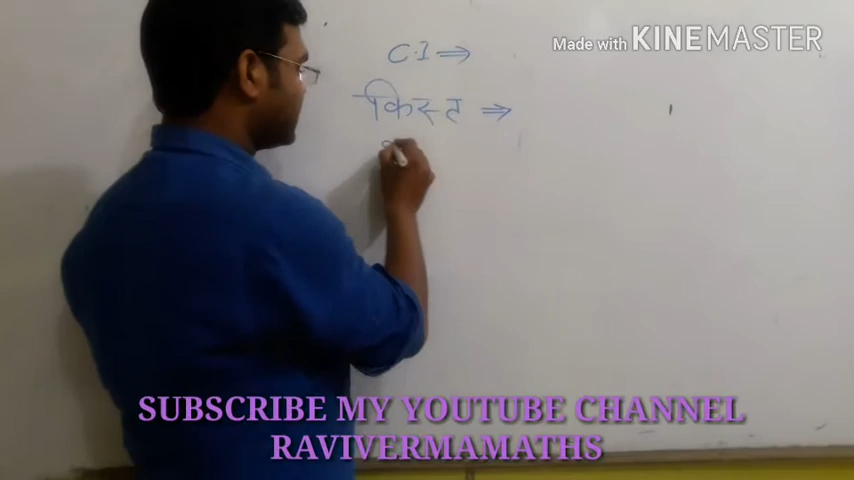 Made with KINEMASTER
C.I ⇒
किस्त ⇒
SUBSCRIBE MY YOUTUBE CHANNEL
RAVIVERMAMATHS